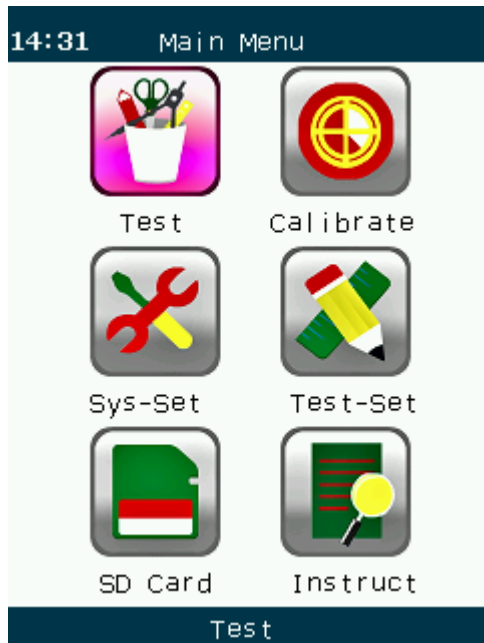 14:31 Main Menu
Test Calibrate
Sys-Set Test-Set
SD Card Instruct
Test